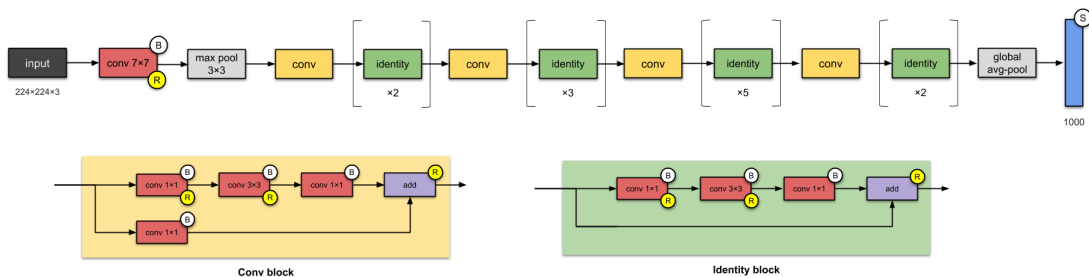 B
S
input
conv 7×7
max pool
3×3
conv
identity
conv
identity
conv
identity
conv
identity
global
avg-pool
R
224×224×3
×2
×3
×5
×2
1000
B
B
B
R
conv 1×1
conv 3×3
conv 1×1
add
R
R
B
conv 1×1
Conv block
B
B
B
R
conv 1×1
conv 3×3
conv 1×1
add
R
R
Identity block